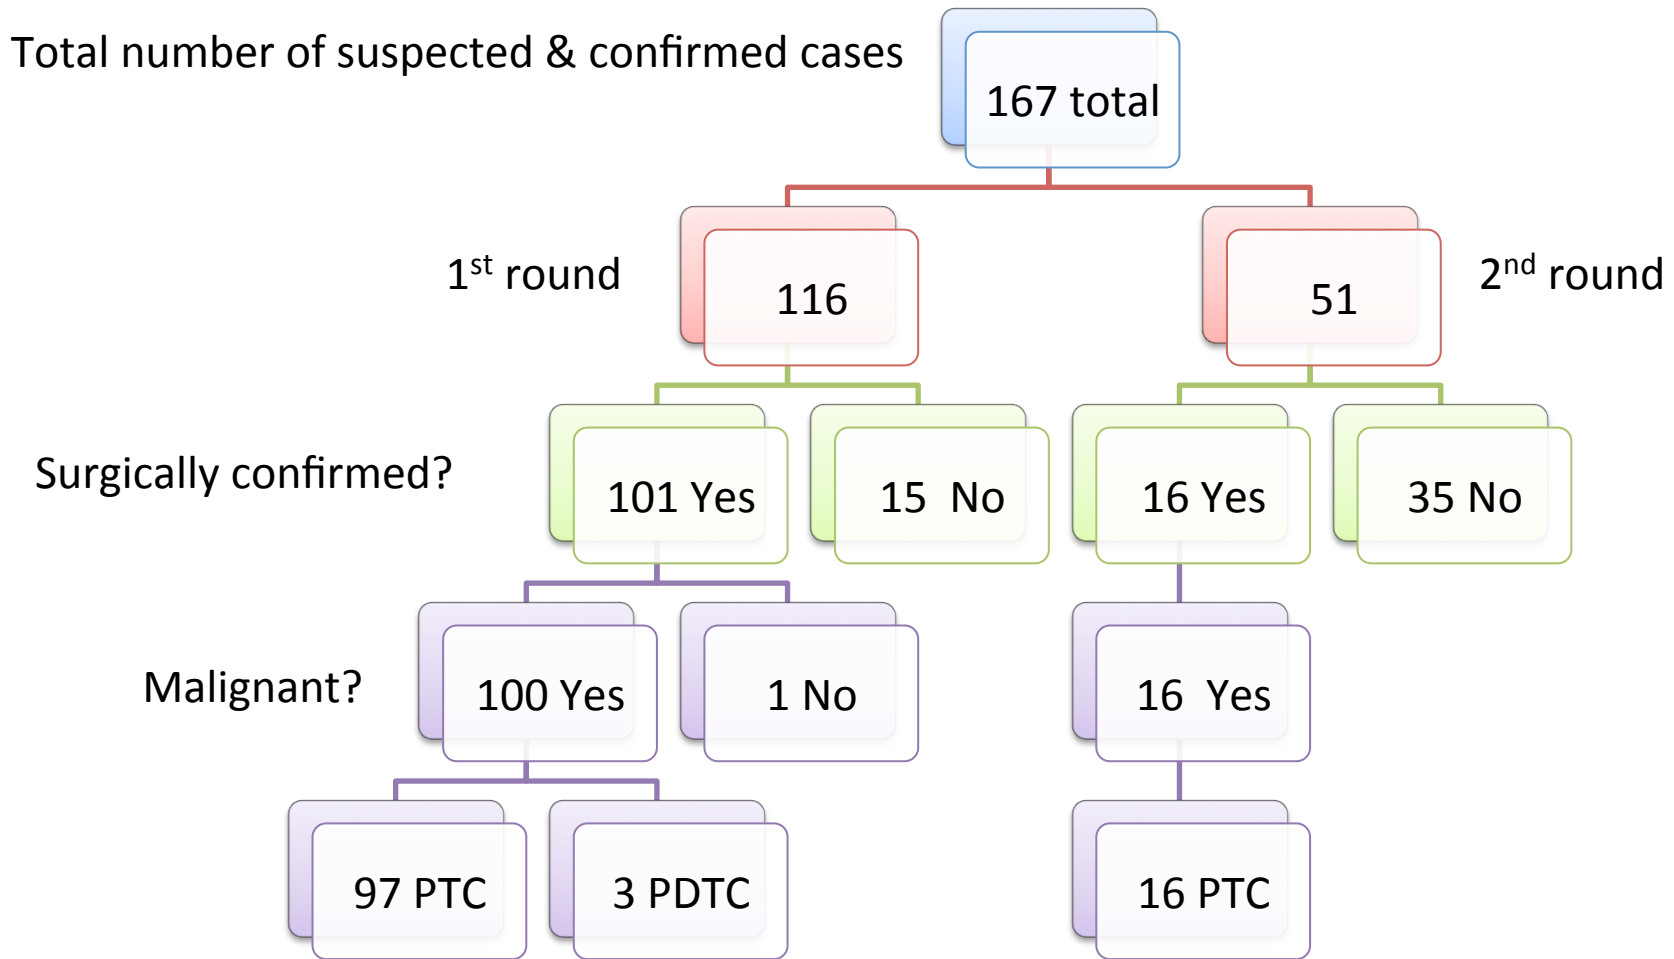 Total number of suspected & confirmed cases
167 total
1st round
116
51
2nd round
Surgically confirmed?
101 Yes
15 No
16 Yes
35 No
Malignant?
100 Yes
1 No
16 Yes
97 PTC
3 PDTC
16 PTC